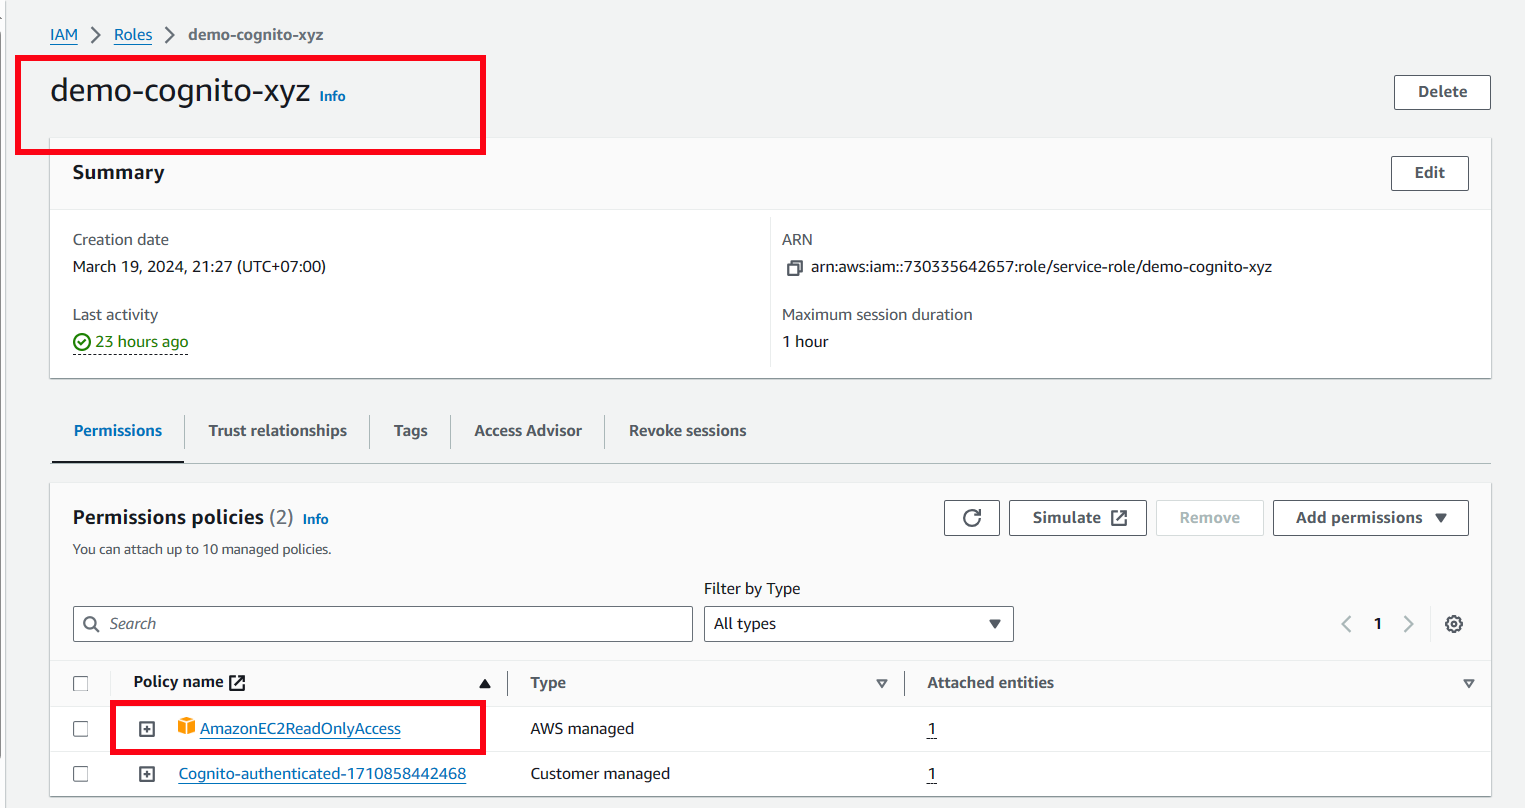 IAM > Roles > demo-cognito-xyz
demo-cognito-xyz Info
Delete
Summary
Edit
Creation date
March 19, 2024, 21:27 (UTC+07:00)
ARN
arn:aws:iam::730335642657:role/service-role/demo-cognito-xyz
Last activity
23 hours ago
Maximum session duration
1 hour
Permissions
Trust relationships
Tags
Access Advisor
Revoke sessions
Permissions policies (2) Info
You can attach up to 10 managed policies.
Simulate
Remove
Add permissions
Filter by Type
Search
All types
1
Policy name
Type
Attached entities
AmazonEC2ReadOnlyAccess
AWS managed
1
Cognito-authenticated-1710858442468
Customer managed
1